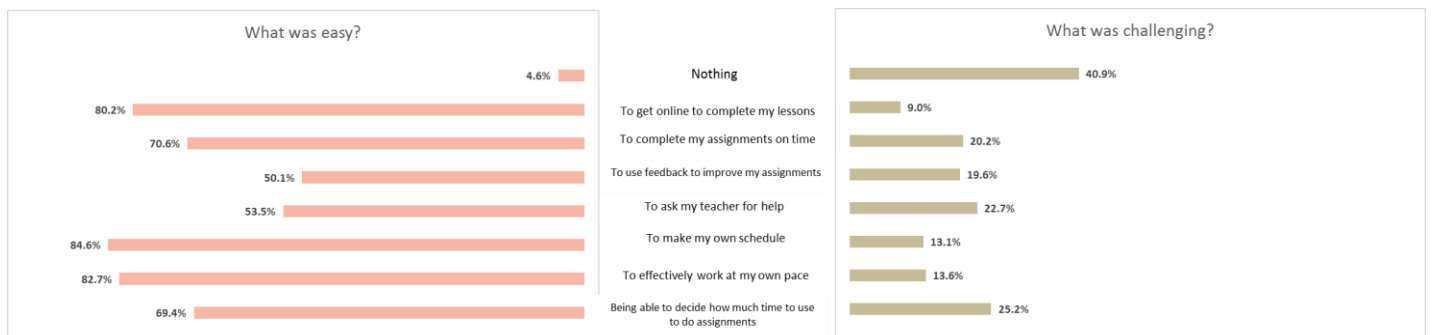 What was easy?
What was challenging?
4.6%
Nothing
40.9%
80.2%
To get online to complete my lessons
9.0%
70.6%
To complete my assignments on time
20.2%
50.1%
To use feedback to improve my assignments
19.6%
53.5%
To ask my teacher for help
22.7%
84.6%
To make my own schedule
13.1%
82.7%
To effectively work at my own pace
13.6%
69.4%
Being able to decide how much time to use
to do assignments
25.2%